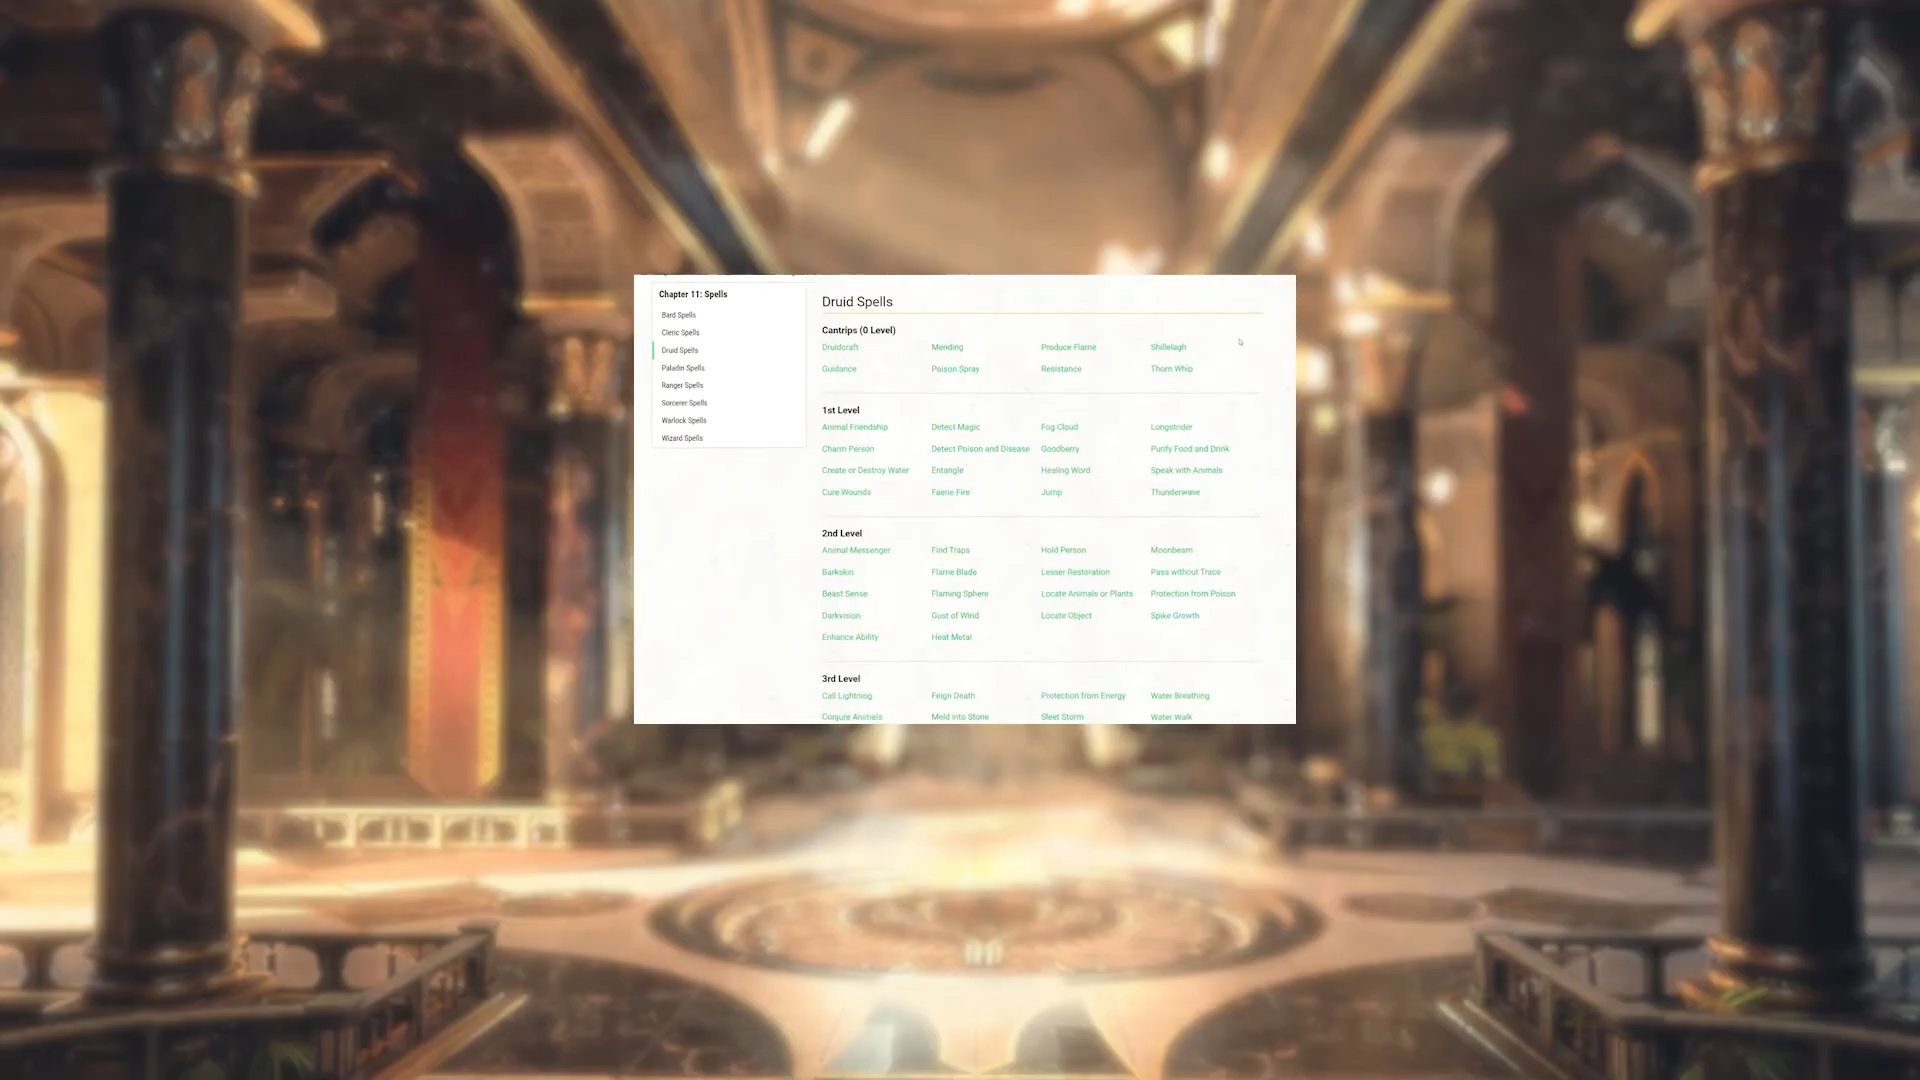 Chapter 11: Spells
Bard Spells
Cleric Spells
Druid Spells
Paladin Spells
Ranger Spells
Sorcerer Spells
Warlock Spells
Wizard Spells
Druid Spells
Cantrips (0 Level)
Druidcraft Mending Produce Flame Shillelagh
Guidance Poison Spray Resistance Thorn Whip
1st Level
Animal Friendship Detect Magic Fog Cloud Longstrider
Charm Person Detect Poison and Disease Goodberry Purify Food and Drink
Create or Destroy Water Entangle Healing Word Speak with Animals
Cure Wounds Faerie Fire Jump Thunderwave
2nd Level
Animal Messenger Find Traps Hold Person Moonbeam
Barkskin Flame Blade Lesser Restoration Pass without Trace
Beast Sense Flaming Sphere Locate Animals or Plants Protection from Poison
Darkvision Gust of Wind Locate Object Spike Growth
Enhance Ability Heat Metal
3rd Level
Call Lightning Feign Death Protection from Energy Water Breathing
Conjure Animals Meld into Stone Sleet Storm Water Walk